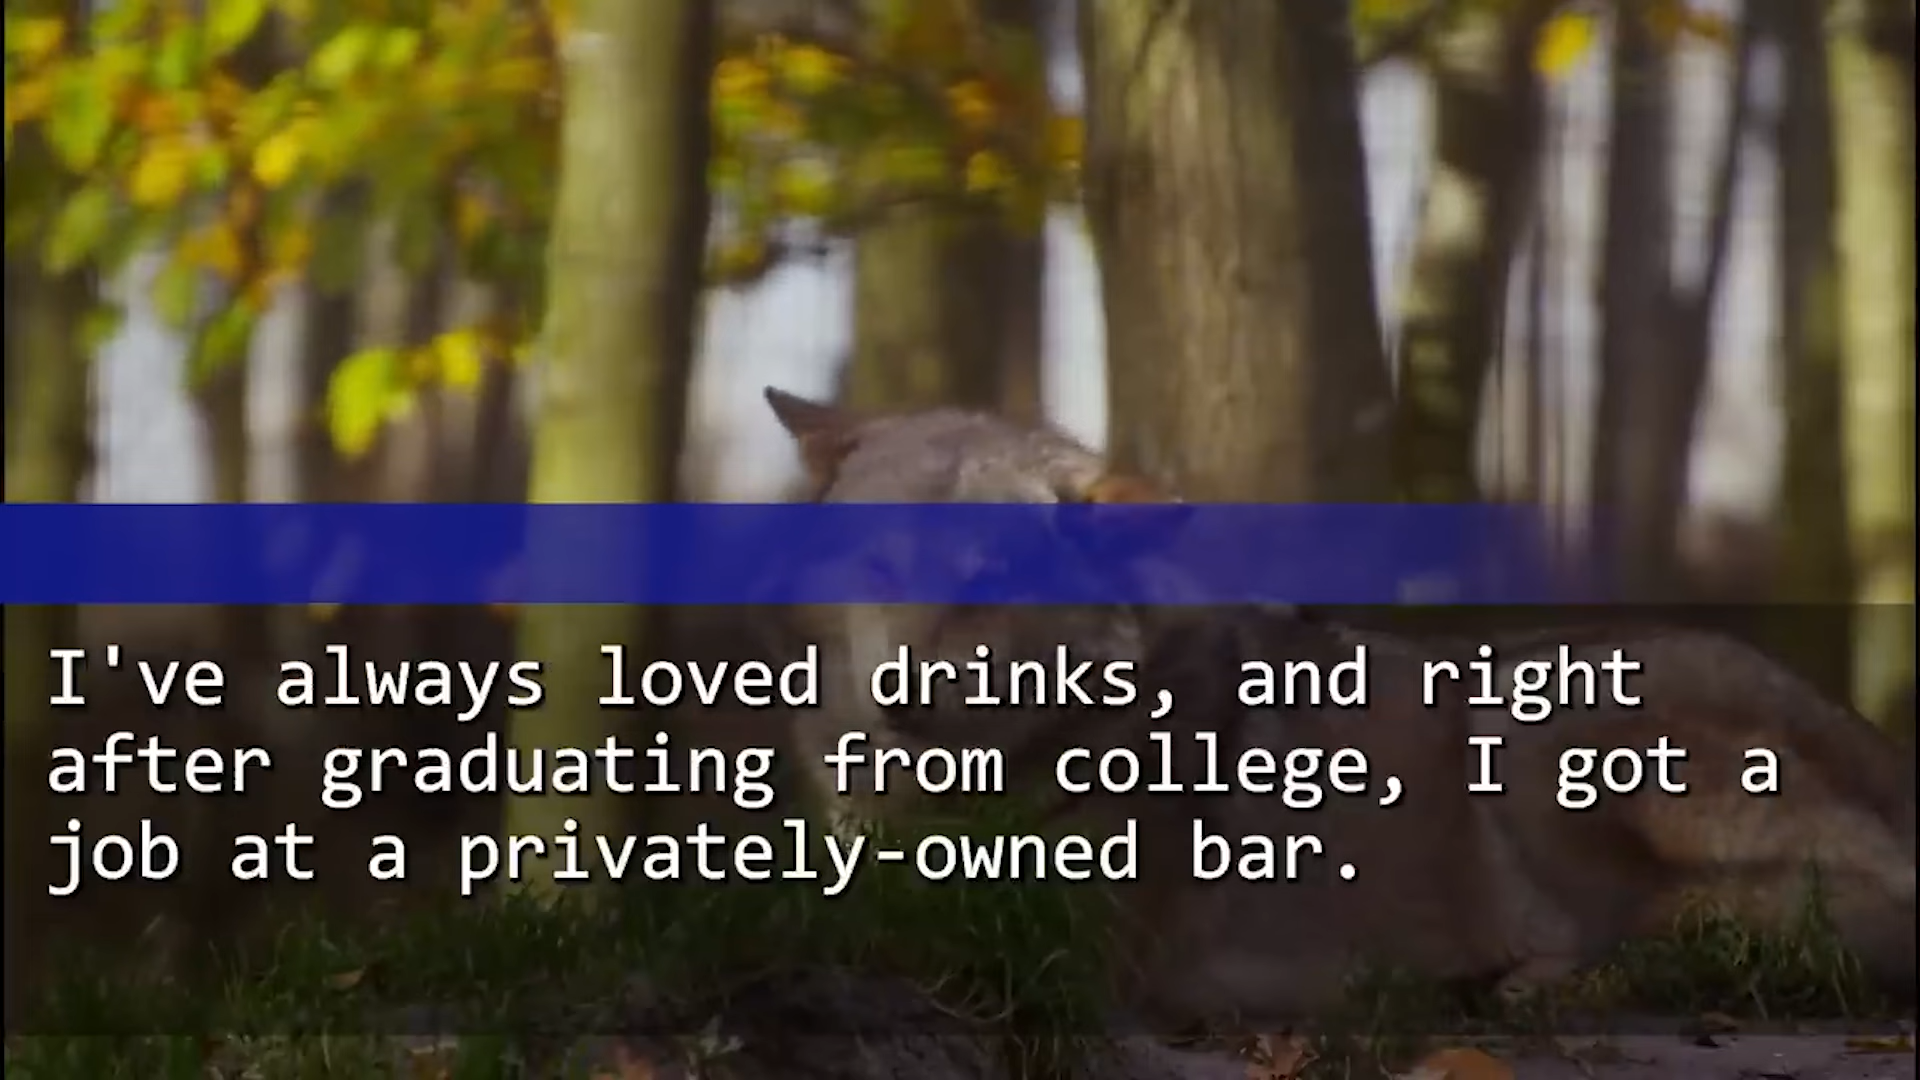 I've always loved drinks, and right
after graduating from college, I got a
job at a privately-owned bar.